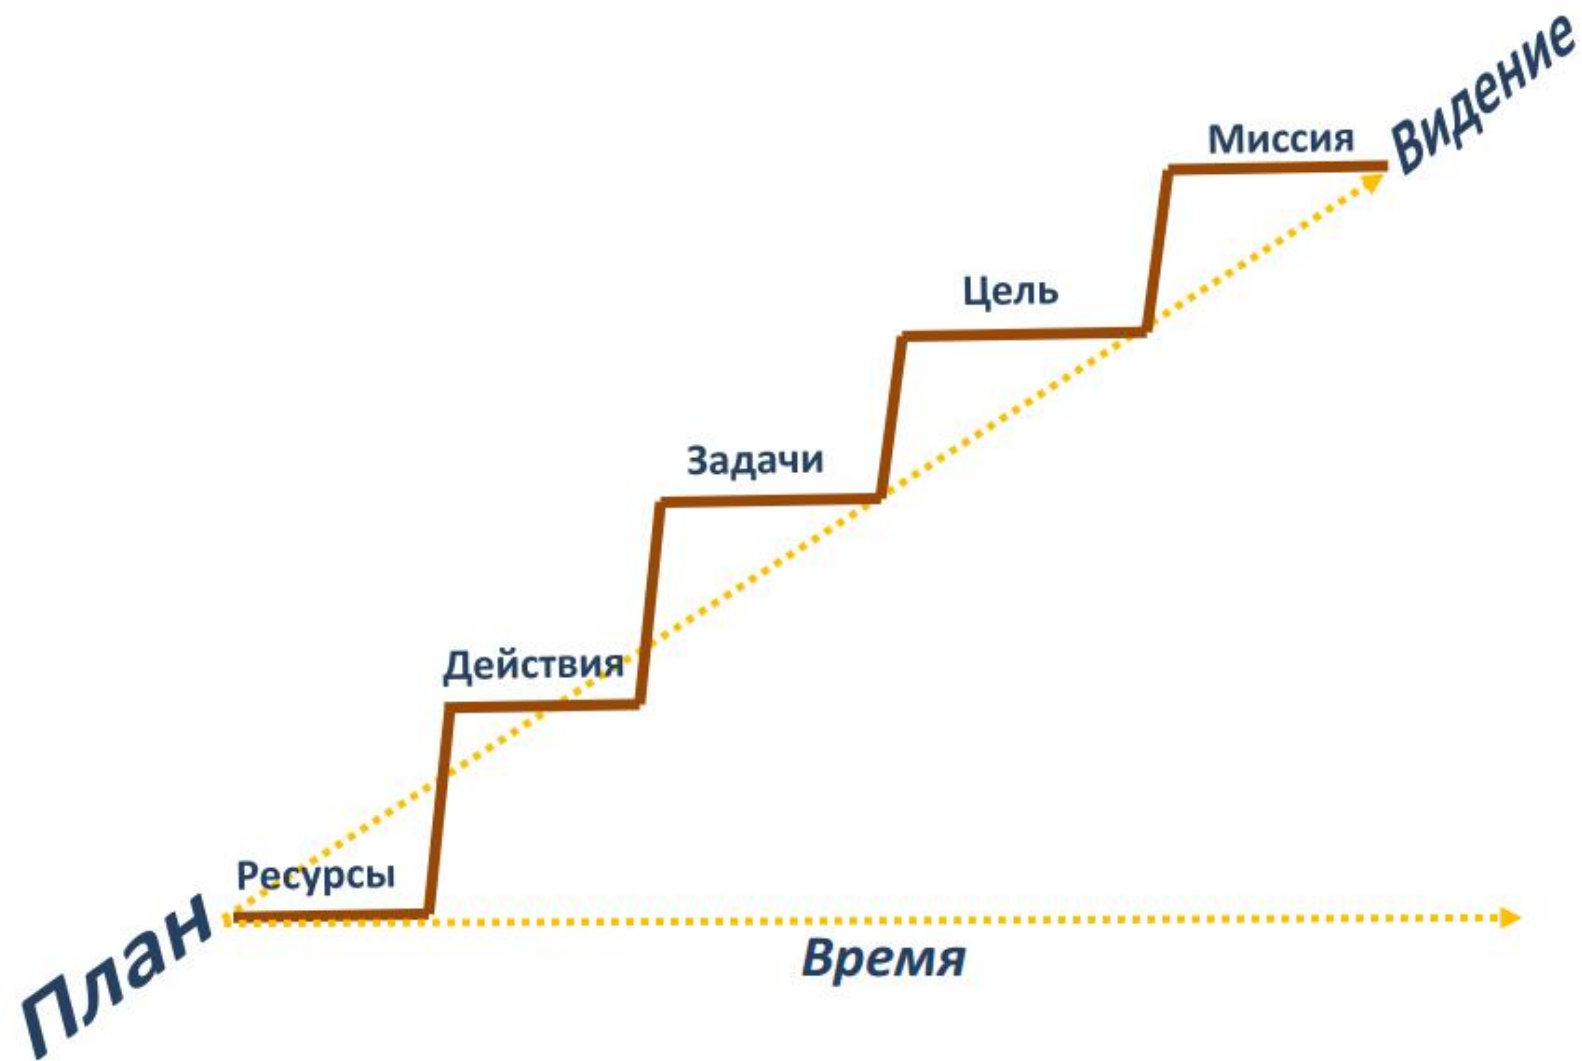 Видение
Миссия
Цель
Задачи
Действия
Ресурсы
План
Время